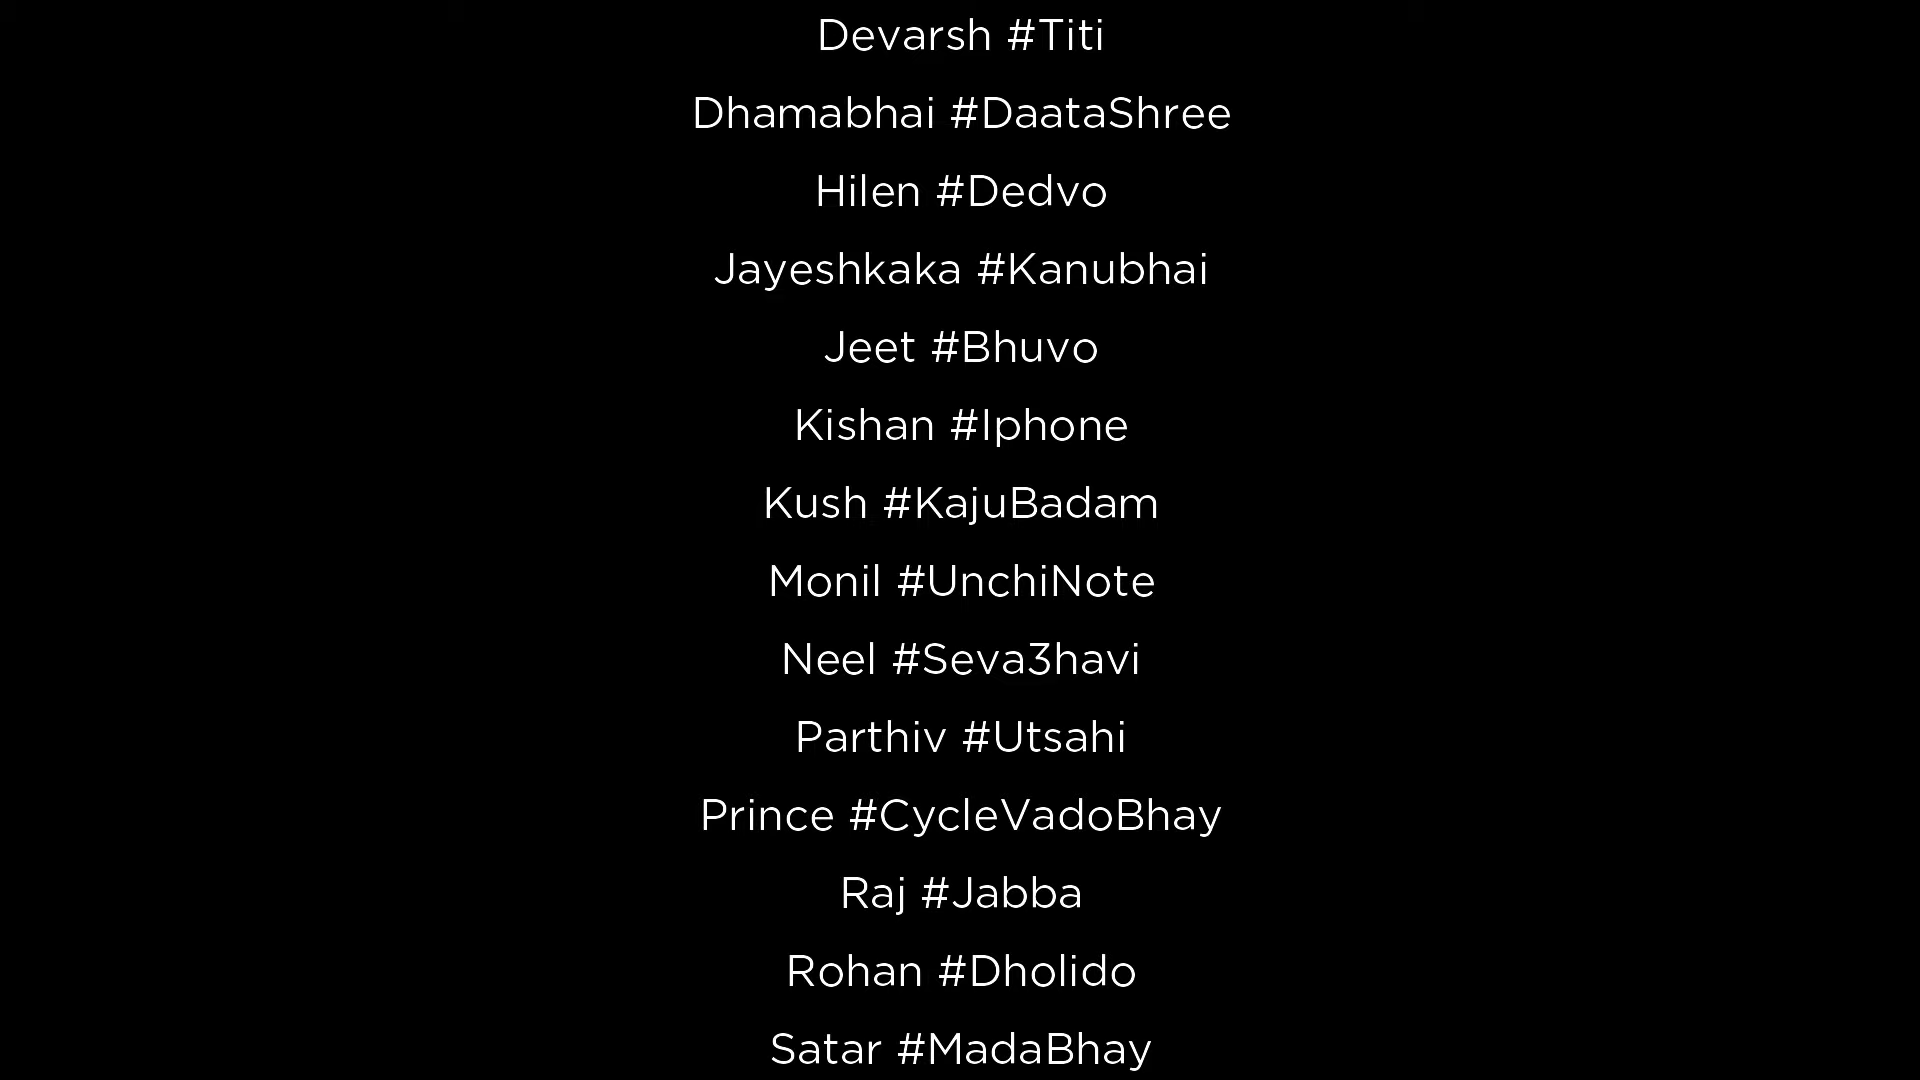 Devarsh #Titi
Dhamabhai #DaataShree
Hilen #Dedvo
Jayeshkaka #Kanubhai
Jeet #Bhuvo
Kishan #Iphone
Kush #KajuBadam
Monil #UnchiNote
Neel #Seva3havi
Parthiv #Utsahi
Prince #CycleVadoBhay
Raj #Jabba
Rohan #Dholido
Satar #MadaBhay